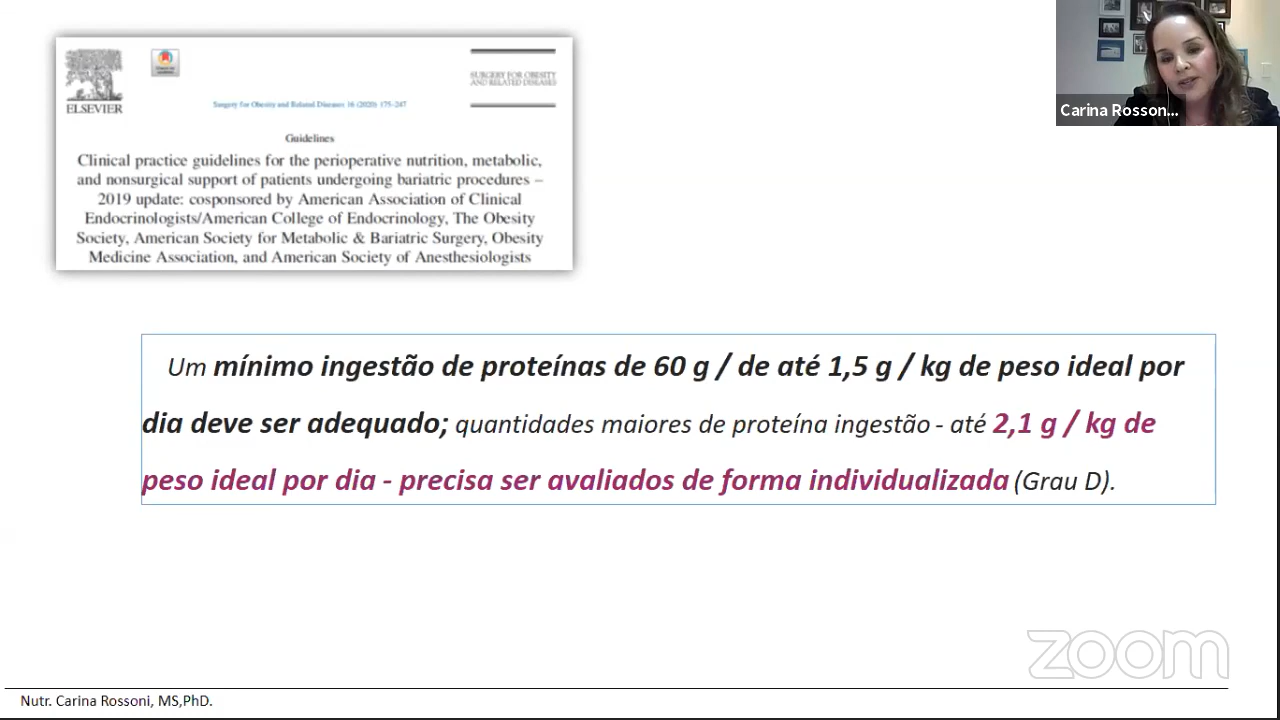 ELSEVIER
SURGERY FOR OBESITY
AND RELATED DISEASES
Surgery for Obesity and Related Diseases 16 (2020) 175–247
Guidelines
Clinical practice guidelines for the perioperative nutrition, metabolic,
and nonsurgical support of patients undergoing bariatric procedures –
2019 update: cosponsored by American Association of Clinical
Endocrinologists/American College of Endocrinology, The Obesity
Society, American Society for Metabolic & Bariatric Surgery, Obesity
Medicine Association, and American Society of Anesthesiologists
Carina Rosson...
Um mínimo ingestão de proteínas de 60 g / de até 1,5 g / kg de peso ideal por
dia deve ser adequado; quantidades maiores de proteína ingestão - até 2,1 g / kg de
peso ideal por dia - precisa ser avaliados de forma individualizada (Grau D).
zoom
Nutr. Carina Rossoni, MS,PhD.